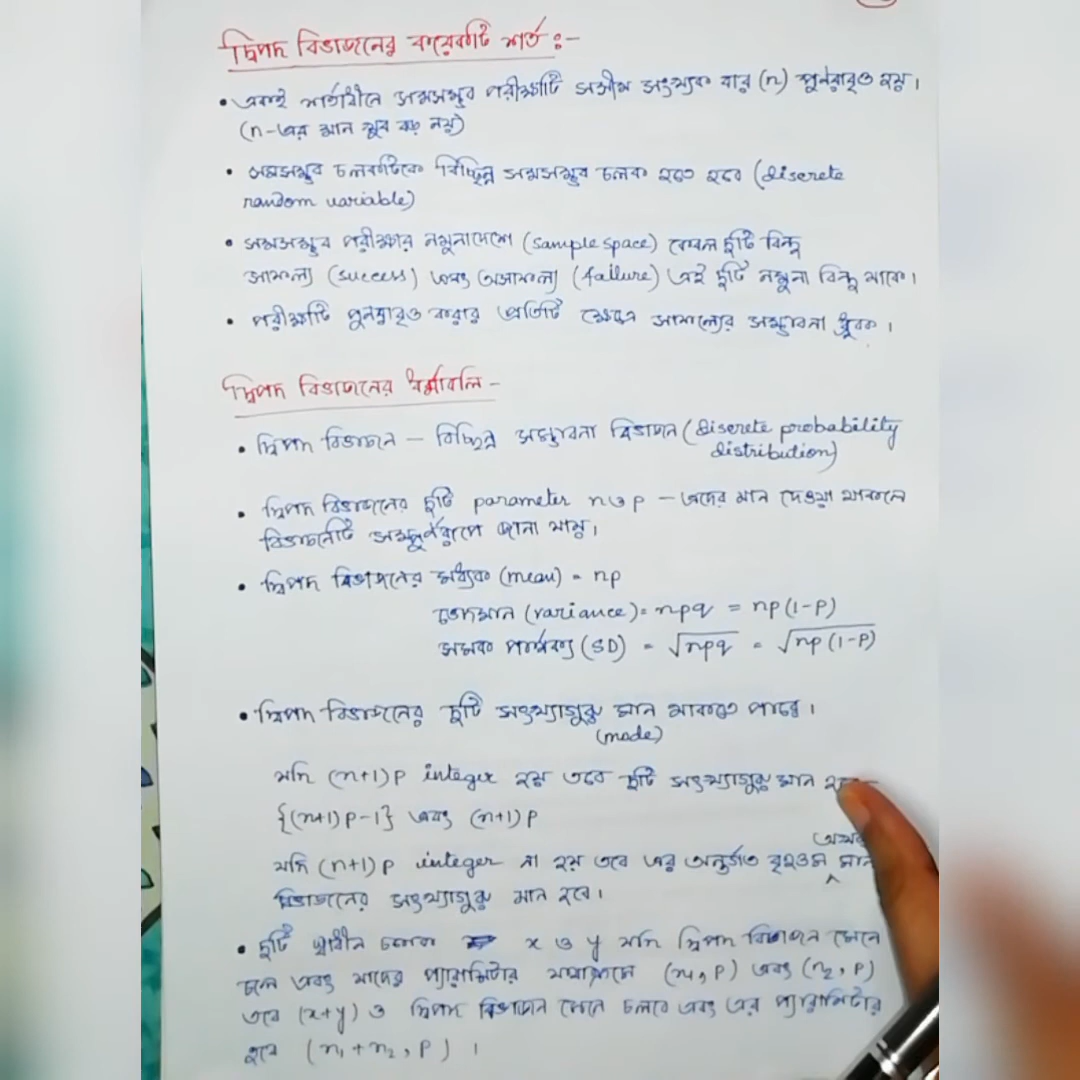 দ্বিপদ বিভাজনের কয়েকটি শর্ত :-
• একই শর্তাধীনে সমসম্ভব পরীক্ষাটি সসীম সংখ্যক বার (n) পুনরাবৃত্ত হয়।
(n-এর মান খুব বড় নয়)
• সমসম্ভব চলকটিকে বিচ্ছিন্ন সমসম্ভব চলক হতে হবে (discrete
random variable)
• সমসম্ভব পরীক্ষার নমুনাদেশে (sample space) কেবল দুটি বিন্দু
সাফল্য (success) এবং অসাফল্য (failure) এই দুটি নমুনা বিন্দু থাকে।
• পরীক্ষাটি পুনরাবৃত্ত করার প্রতিটি ক্ষেত্রে সাফল্যের সম্ভাবনা ধ্রুবক।
দ্বিপদ বিভাজনের ধর্মাবলি -
• দ্বিপদ বিভাজন – বিচ্ছিন্ন সম্ভাবনা বিভাজন (discrete probability
distribution)
• দ্বিপদ বিভাজনের দুটি parameter n ও p – এদের মান দেওয়া থাকলে
বিভাজনটি সম্পূর্ণরূপে জানা যায়।
• দ্বিপদ বিভাজনের মধ্যক (mean) = np
ভেদমান (variance) = npq = np(1-p)
সমক পার্থক্য (SD) = √npq = √np(1-p)
• দ্বিপদ বিভাজনের দুটি সংখ্যাগুরু মান থাকতে পারে।
(mode)
যদি (n+1)p integer হয় তবে দুটি সংখ্যাগুরু মান
{(n+1)p-1} এবং (n+1)p
যদি (n+1)p integer না হয় তবে এর অন্তর্গত বৃহত্তম মান
বিভাজনের সংখ্যাগুরু মান হবে।
• দুটি স্বাধীন চলক x ও y যদি দ্বিপদ বিভাজন মেনে
চলে এবং যাদের প্যারামিটার যথাক্রমে (n₁, p) এবং (n₂, p)
তবে (x+y) ও দ্বিপদ বিভাজন মেনে চলবে এবং এর প্যারামিটার
হবে (n₁ + n₂, p) ।